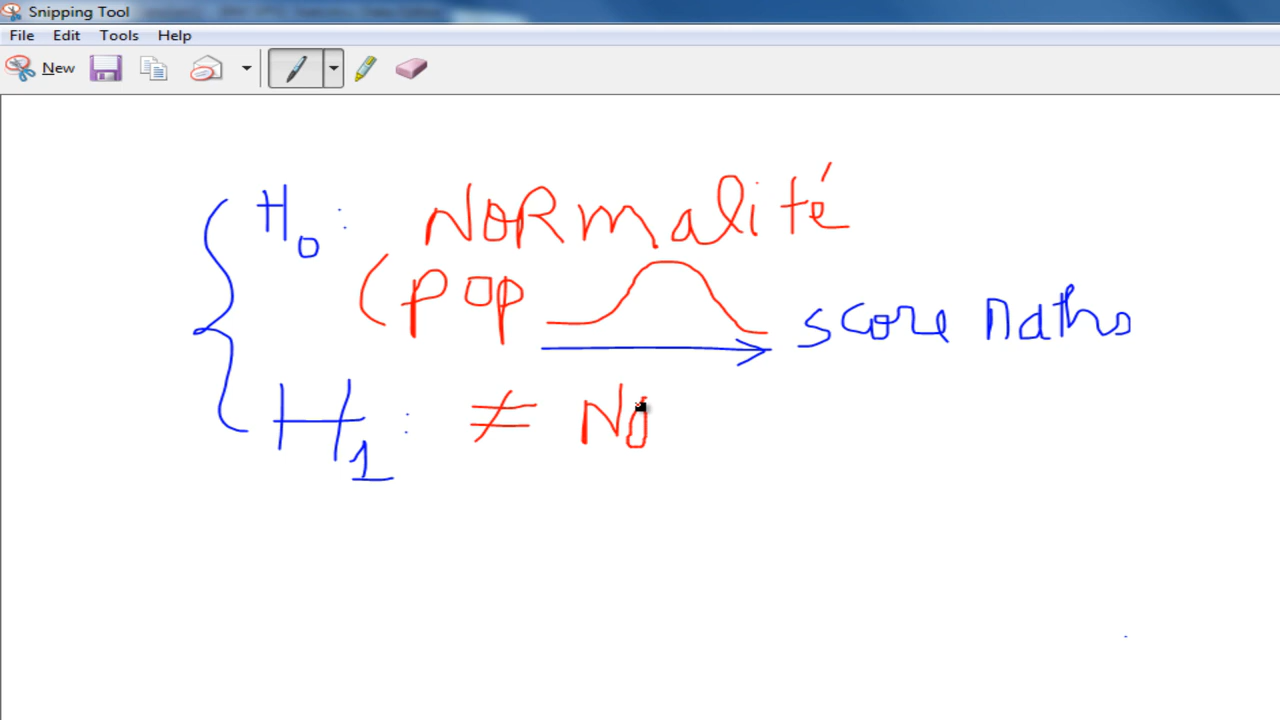 Snipping Tool
File Edit Tools Help
New
H0 : NORmalité
(pop score Maths
H1 : ≠ No